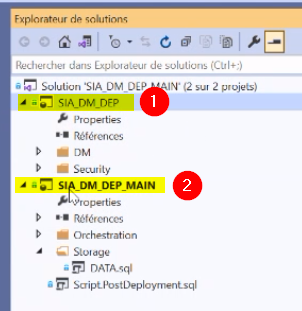 Explorateur de solutions
Rechercher dans Explorateur de solutions (Ctrl+;)
Solution 'SIA_DM_DEP_MAIN' (2 sur 2 projets)
SIA_DM_DEP 1
Properties
Références
DM
Security
SIA_DM_DEP_MAIN 2
Properties
Références
Orchestration
Storage
DATA.sql
Script.PostDeployment.sql